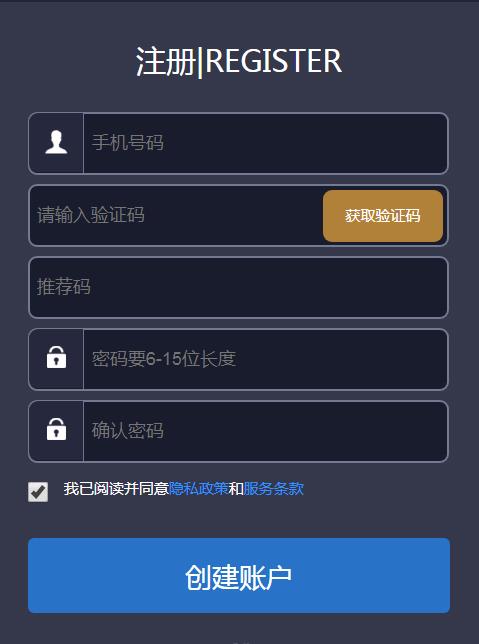 注册|REGISTER
手机号码
请输入验证码 获取验证码
推荐码
密码要6-15位长度
确认密码
我已阅读并同意隐私政策和服务条款
创建账户